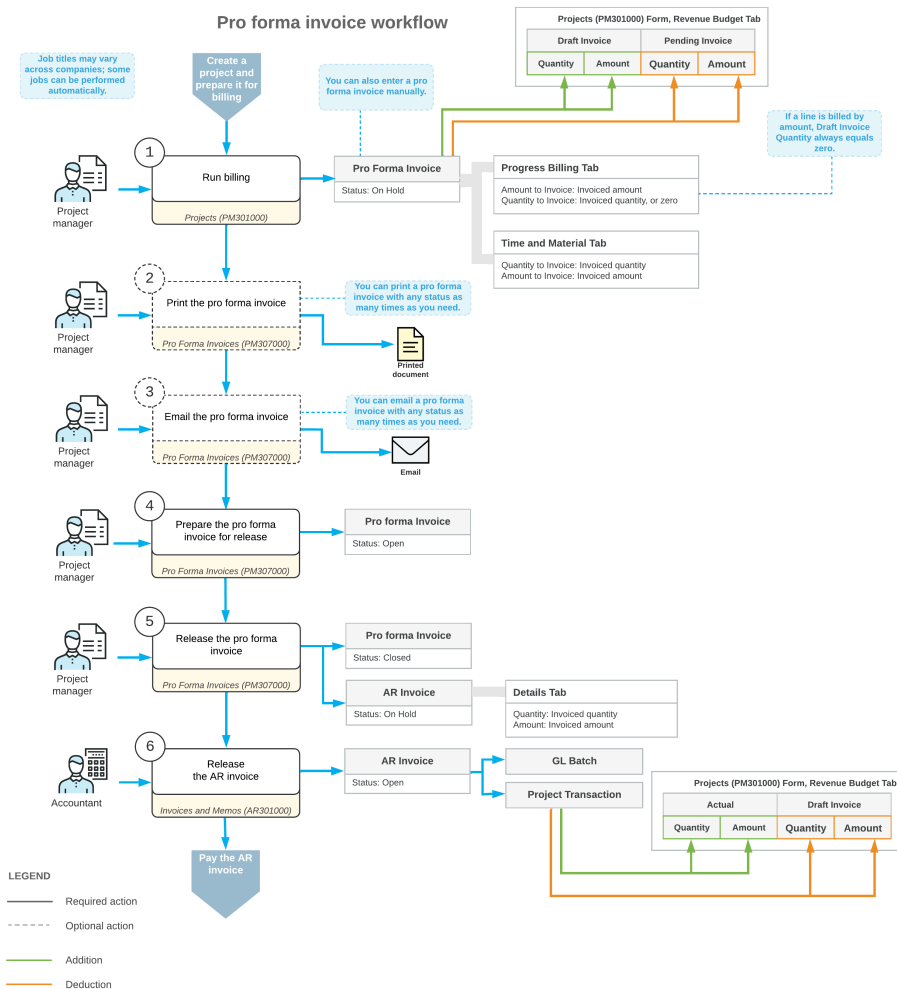 Pro forma invoice workflow
Projects (PM301000) Form, Revenue Budget Tab
Draft Invoice
Pending Invoice
Quantity
Amount
Quantity
Amount
Job titles may vary
across companies; some
jobs can be performed
automatically.
Create a
project and
prepare it for
billing
You can also enter a pro
forma invoice manually.
If a line is billed by
amount, Draft Invoice
Quantity always equals
zero.
1
Run billing
Projects (PM301000)
Project
manager
Pro Forma Invoice
Status: On Hold
Progress Billing Tab
Amount to Invoice: Invoiced amount
Quantity to Invoice: Invoiced quantity, or zero
Time and Material Tab
Quantity to Invoice: Invoiced quantity
Amount to Invoice: Invoiced amount
2
Print the pro forma invoice
Pro Forma Invoices (PM307000)
Project
manager
You can print a pro forma
invoice with any status as
many times as you need.
Printed
document
3
Email the pro forma invoice
Pro Forma Invoices (PM307000)
Project
manager
You can email a pro forma
invoice with any status as
many times as you need.
Email
4
Prepare the pro forma
invoice for release
Pro Forma Invoices (PM307000)
Project
manager
Pro forma Invoice
Status: Open
5
Release the pro forma
invoice
Pro Forma Invoices (PM307000)
Project
manager
Pro forma Invoice
Status: Closed
AR Invoice
Status: On Hold
Details Tab
Quantity: Invoiced quantity
Amount: Invoiced amount
6
Release
the AR invoice
Invoices and Memos (AR301000)
Accountant
AR Invoice
Status: Open
GL Batch
Project Transaction
Projects (PM301000) Form, Revenue Budget Tab
Actual
Draft Invoice
Quantity
Amount
Quantity
Amount
Pay the AR
invoice
LEGEND
Required action
Optional action
Addition
Deduction